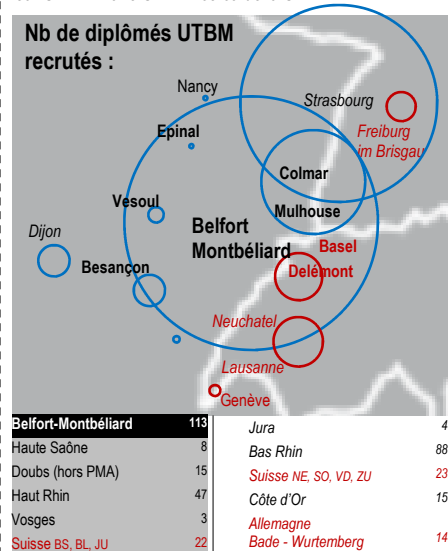 Nb de diplômés UTBM
recrutés :
Nancy
Strasbourg
Epinal
Freiburg
im Brisgau
Colmar
Vesoul
Mulhouse
Dijon
Belfort
Montbéliard
Basel
Besançon
Delémont
Neuchatel
Lausanne
Genève
Belfort-Montbéliard 113
Haute Saône 8
Doubs (hors PMA) 15
Haut Rhin 47
Vosges 3
Suisse BS, BL, JU 22
Jura 4
Bas Rhin 88
Suisse NE, SO, VD, ZU 23
Côte d'Or 15
Allemagne
Bade - Wurtemberg 14